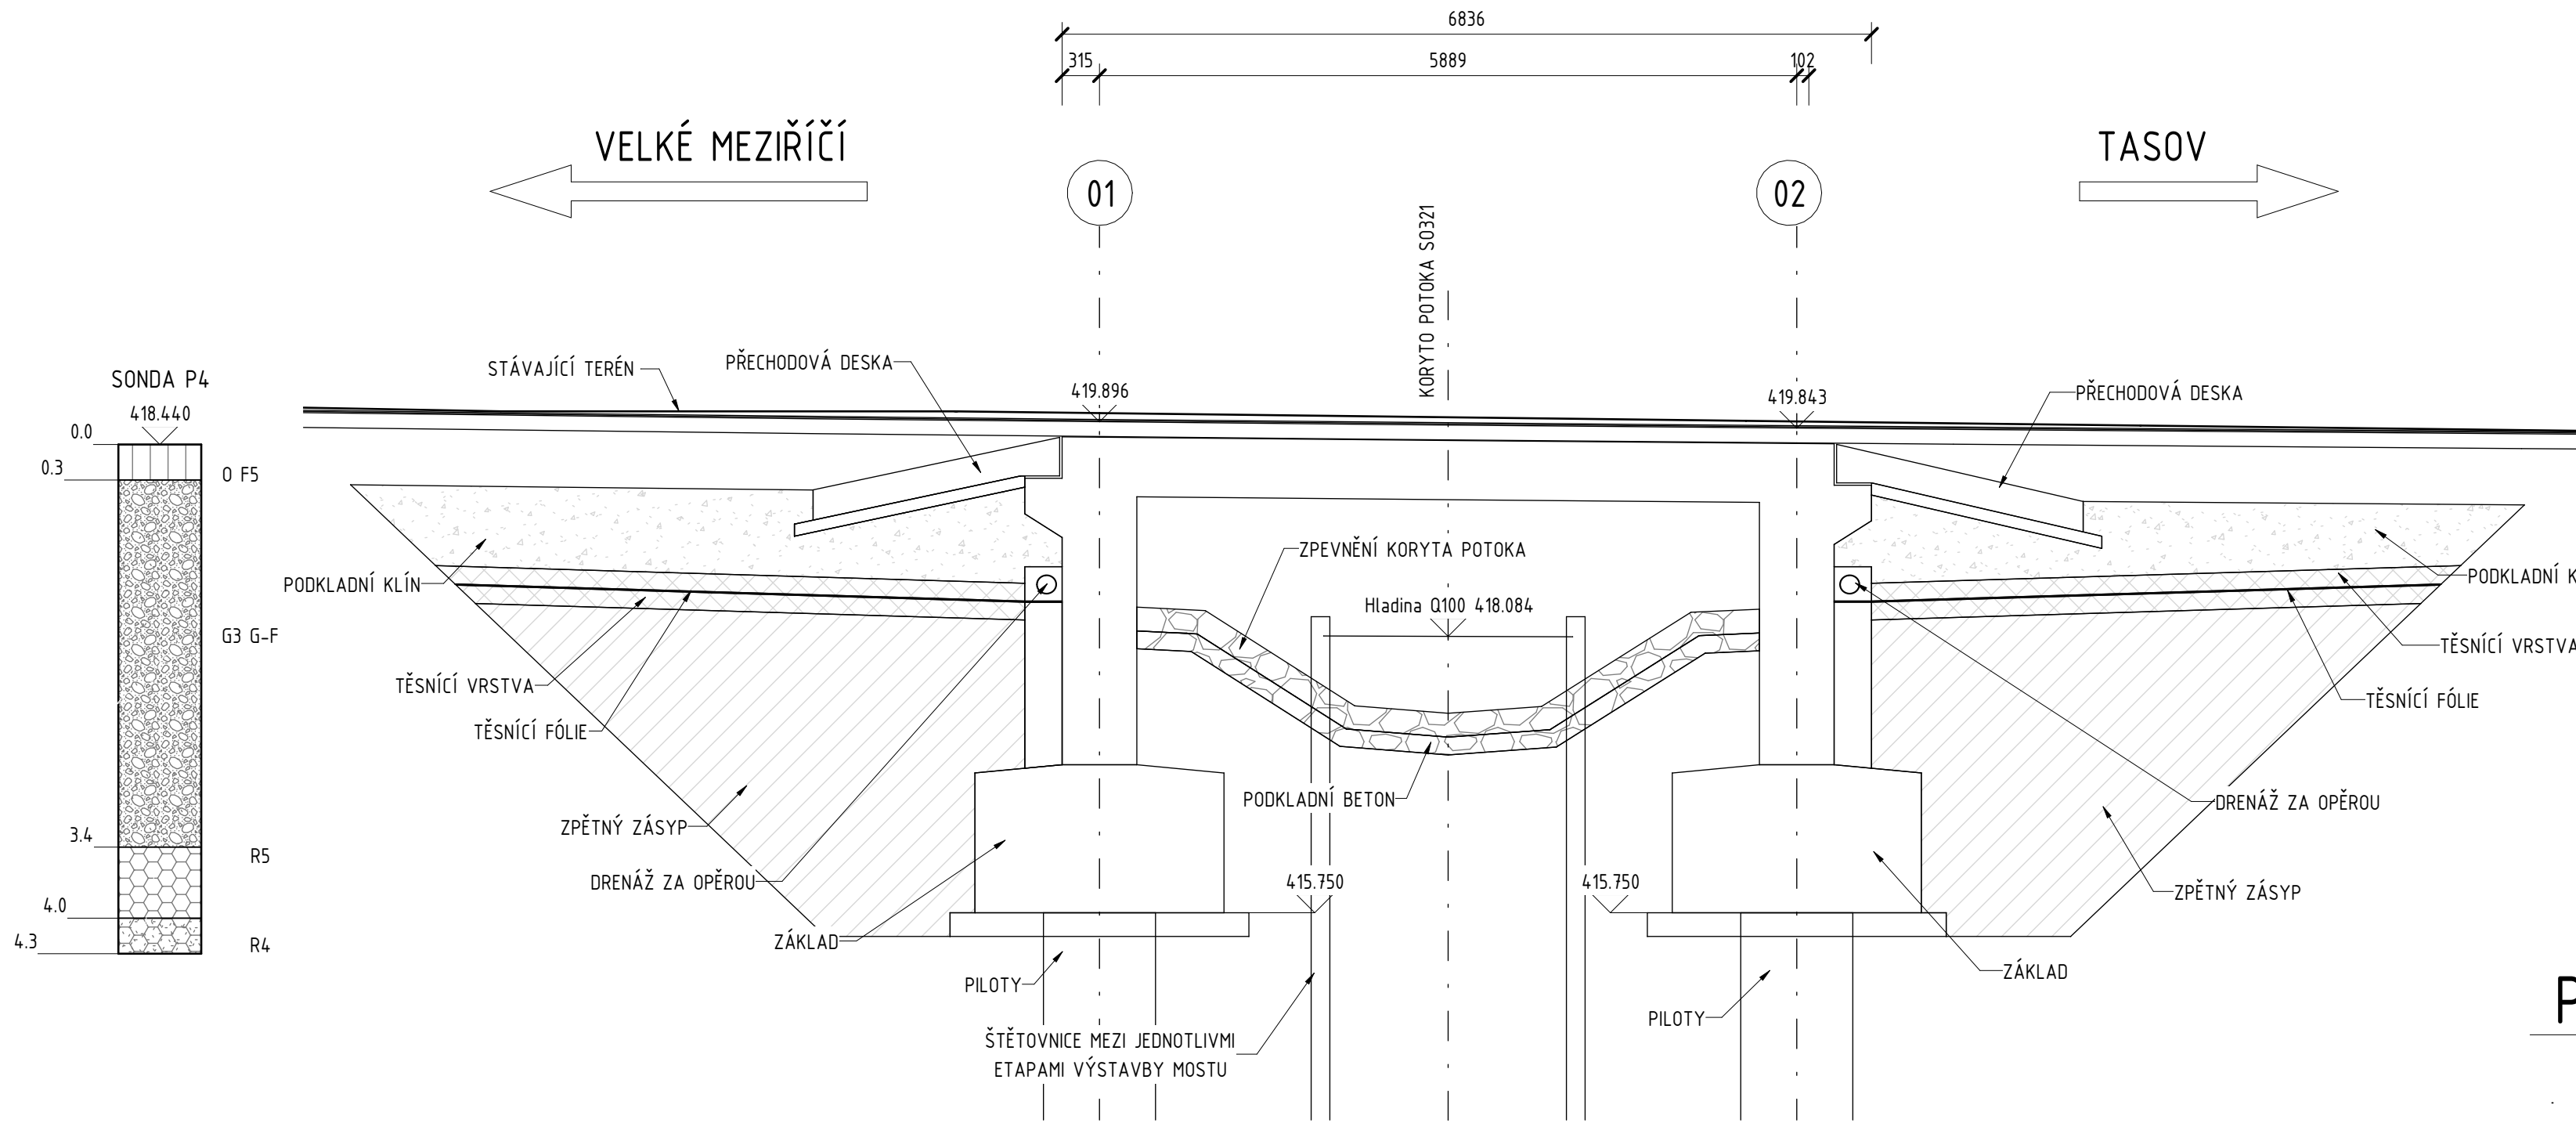 6836
315
5889
102
VELKÉ MEZIŘÍČÍ
TASOV
01
02
KORYTO POTOKA SO321
STÁVAJÍCÍ TERÉN
PŘECHODOVÁ DESKA
419.896
419.843
PŘECHODOVÁ DESKA
SONDA P4
418.440
0.0
0.3
O F5
G3 G-F
3.4
R5
4.0
4.3
R4
ZPEVNĚNÍ KORYTA POTOKA
Hladina Q100 418.084
PODKLADNÍ KLÍN
PODKLADNÍ K
TĚSNÍCÍ VRSTVA
TĚSNÍCÍ VRSTVA
TĚSNÍCÍ FÓLIE
TĚSNÍCÍ FÓLIE
PODKLADNÍ BETON
DRENÁŽ ZA OPĚROU
ZPĚTNÝ ZÁSYP
DRENÁŽ ZA OPĚROU
415.750
415.750
ZPĚTNÝ ZÁSYP
ZÁKLAD
ZÁKLAD
PILOTY
PILOTY
ŠTĚTOVNICE MEZI JEDNOTLIVMI
ETAPAMI VÝSTAVBY MOSTU
P